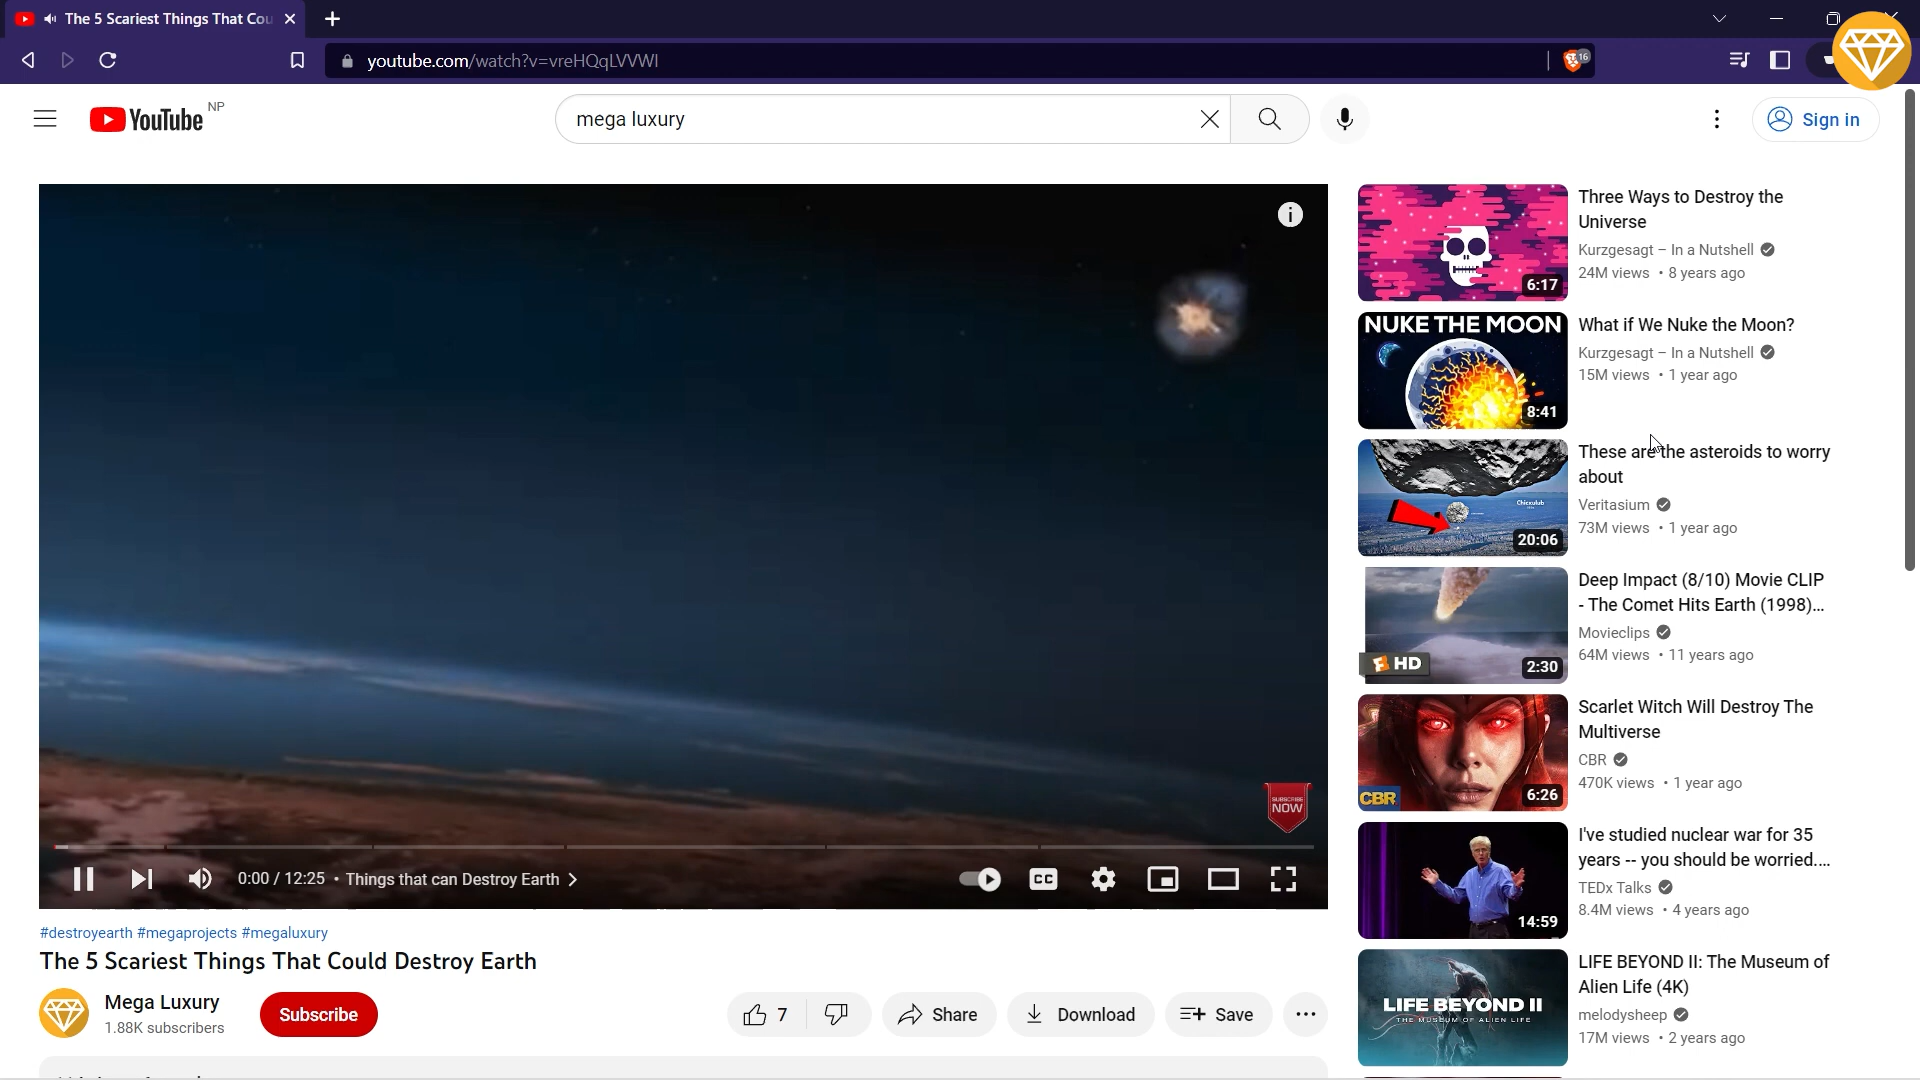 The 5 Scariest Things That Cou
youtube.com/watch?v=vreHQqLVVWI
16
YouTube NP
mega luxury
Sign in
SUBSCRIBE
NOW
0:00 / 12:25 • Things that can Destroy Earth
CC
#destroyearth #megaprojects #megaluxury
The 5 Scariest Things That Could Destroy Earth
Mega Luxury
1.88K subscribers
Subscribe
7
Share
Download
Save
6:17
Three Ways to Destroy the
Universe
Kurzgesagt – In a Nutshell
24M views • 8 years ago
NUKE THE MOON
8:41
What if We Nuke the Moon?
Kurzgesagt – In a Nutshell
15M views • 1 year ago
Chicxulub
20:06
These are the asteroids to worry
about
Veritasium
73M views • 1 year ago
HD
2:30
Deep Impact (8/10) Movie CLIP
- The Comet Hits Earth (1998)...
Movieclips
64M views • 11 years ago
CBR
6:26
Scarlet Witch Will Destroy The
Multiverse
CBR
470K views • 1 year ago
14:59
I've studied nuclear war for 35
years -- you should be worried....
TEDx Talks
8.4M views • 4 years ago
LIFE BEYOND II
THE MUSEUM OF ALIEN LIFE
LIFE BEYOND II: The Museum of
Alien Life (4K)
melodysheep
17M views • 2 years ago